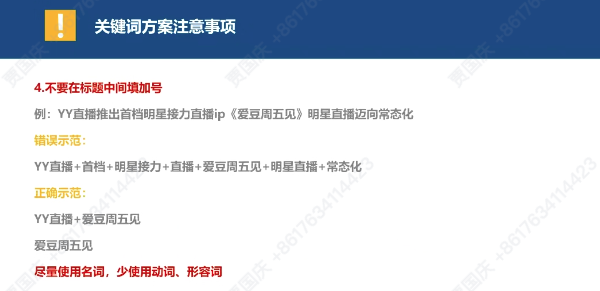 关键词方案注意事项
4.不要在标题中间填加号
例：YY直播推出首档明星接力直播ip《爱豆周五见》明星直播迈向常态化
错误示范：
YY直播+首档+明星接力+直播+爱豆周五见+明星直播+常态化
正确示范：
YY直播+爱豆周五见
爱豆周五见
尽量使用名词，少使用动词、形容词
贾国庆 +8617634114423